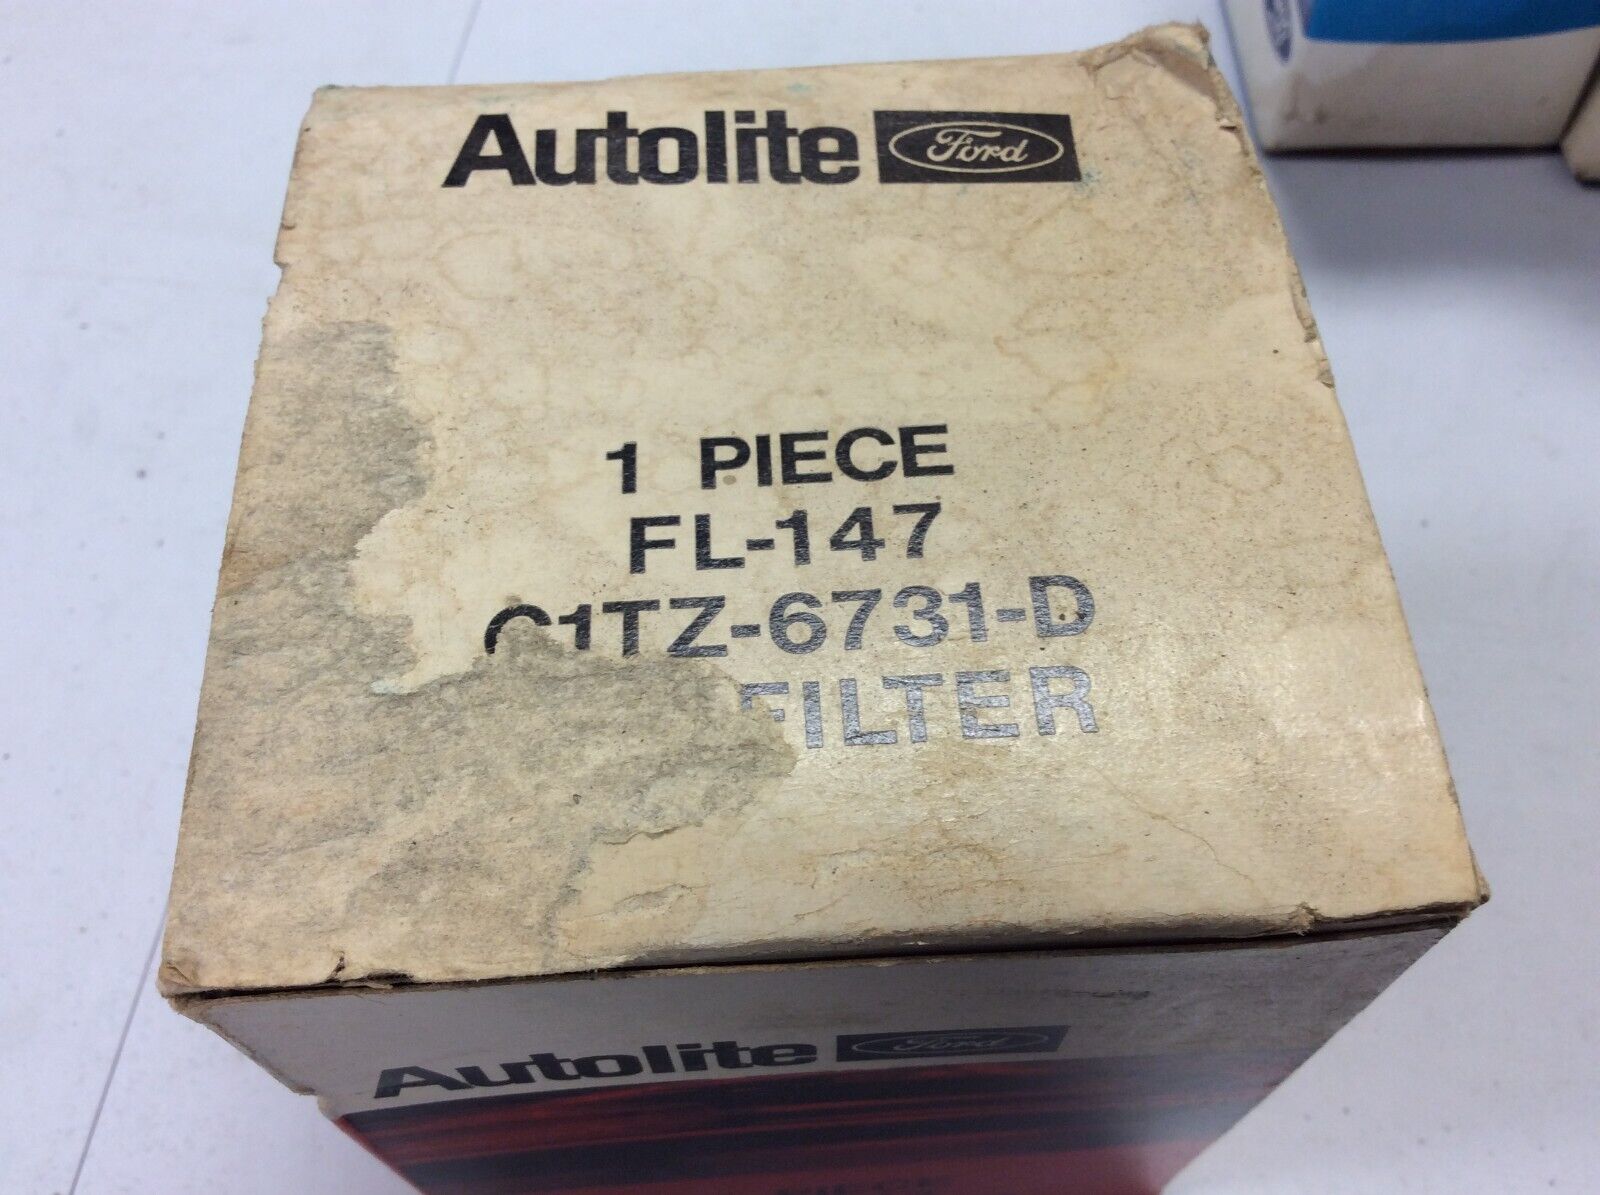 Autolite Ford
1 PIECE
FL-147
C1TZ-6731-D
FILTER
Autolite Ford